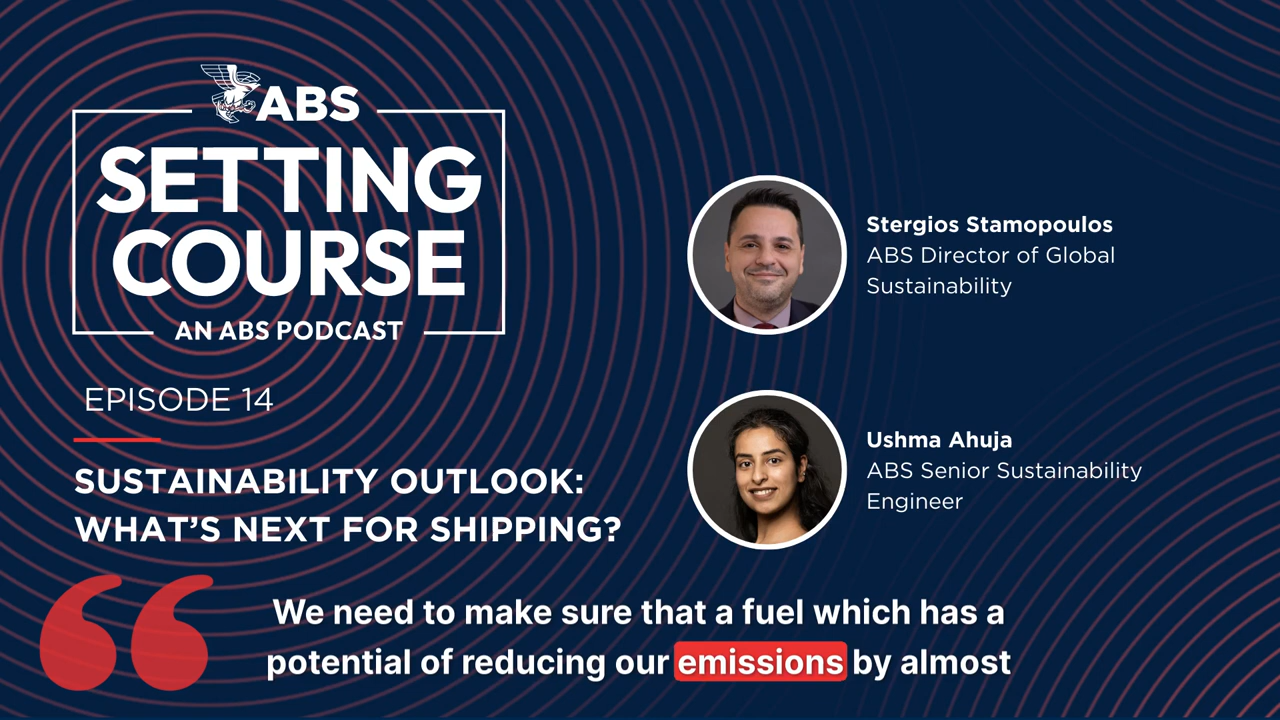 ABS
SETTING
COURSE
AN ABS PODCAST
EPISODE 14
SUSTAINABILITY OUTLOOK:
WHAT'S NEXT FOR SHIPPING?
Stergios Stamopoulos
ABS Director of Global
Sustainability
Ushma Ahuja
ABS Senior Sustainability
Engineer
“
We need to make sure that a fuel which has a
potential of reducing our emissions by almost